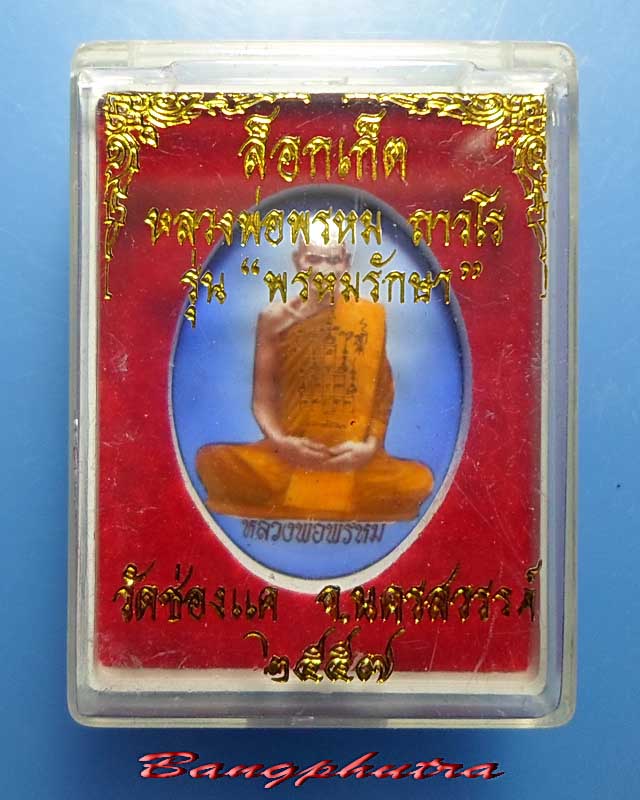 ล็อกเก็ต
หลวงพ่อพรหม ถาวโร
รุ่น “พรหมรักษา”
หลวงพ่อพรหม
วัดช่องแค จ.นครสวรรค์
๒๕๕๗
Bangphutra